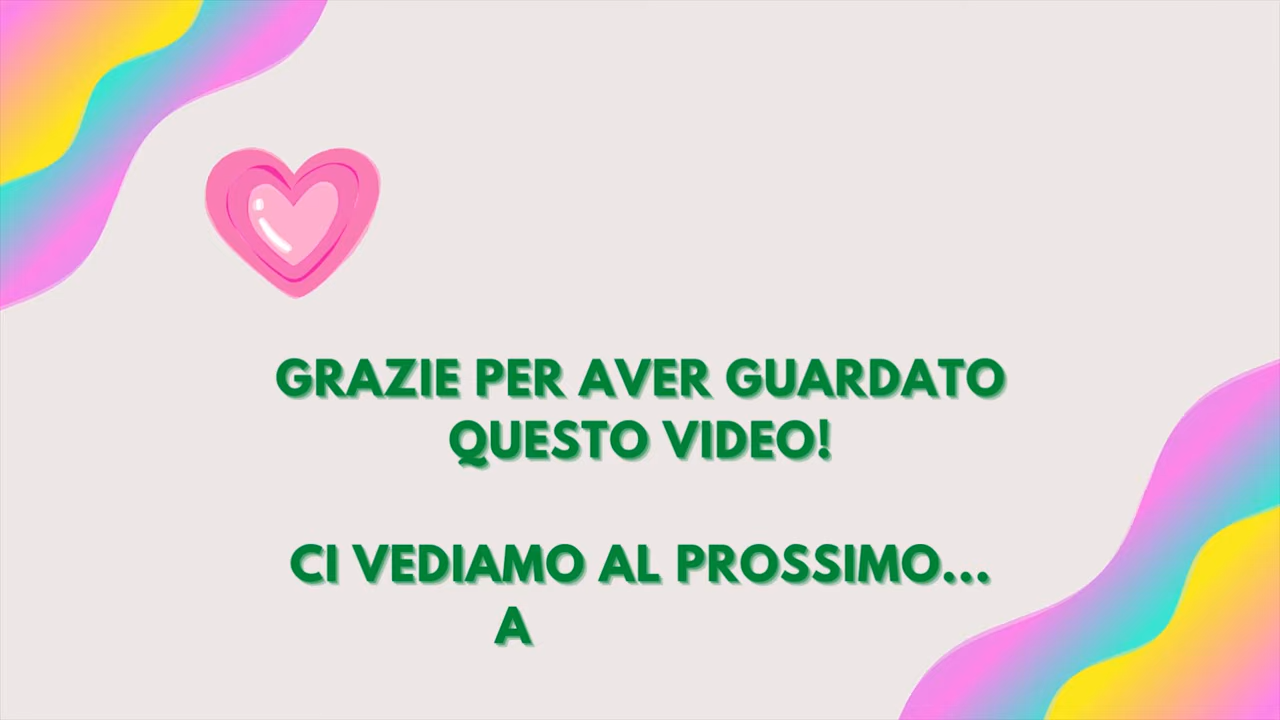 GRAZIE PER AVER GUARDATO
QUESTO VIDEO!
CI VEDIAMO AL PROSSIMO...
A